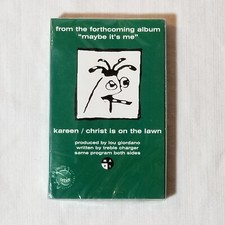 from the forthcoming album
"maybe it's me"
kareen / christ is on the lawn
produced by lou giordano
written by treble charger
same program both sides